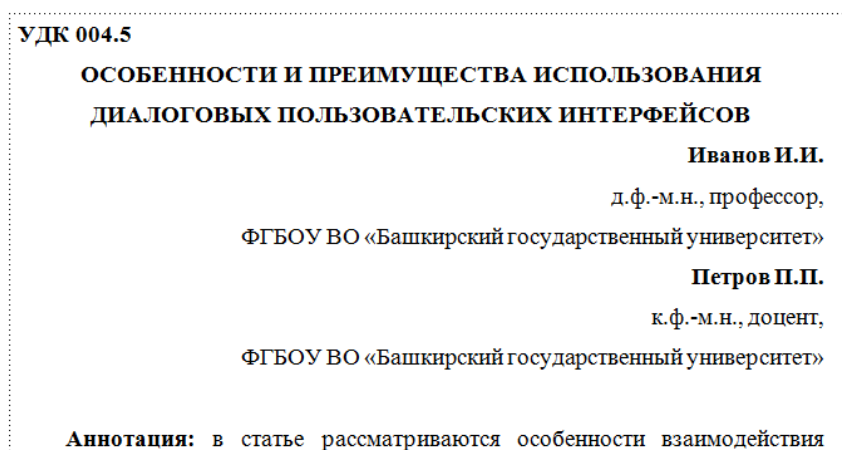 УДК 004.5
ОСОБЕННОСТИ И ПРЕИМУЩЕСТВА ИСПОЛЬЗОВАНИЯ
ДИАЛОГОВЫХ ПОЛЬЗОВАТЕЛЬСКИХ ИНТЕРФЕЙСОВ
Иванов И.И.
д.ф.-м.н., профессор,
ФГБОУ ВО «Башкирский государственный университет»
Петров П.П.
к.ф.-м.н., доцент,
ФГБОУ ВО «Башкирский государственный университет»
Аннотация: в статье рассматриваются особенности взаимодействия